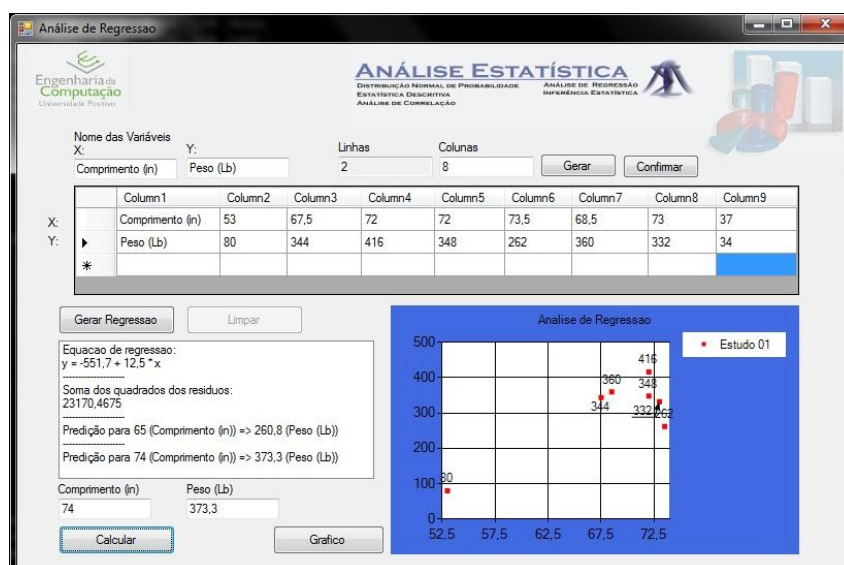 Análise de Regressao
Engenharia da
Computação
Universidade Positivo
ANÁLISE ESTATÍSTICA
DISTRIBUIÇÃO NORMAL DE PROBABILIDADE
ESTATÍSTICA DESCRITIVA
ANÁLISE DE CORRELAÇÃO
ANÁLISE DE REGRESSÃO
INFERÊNCIA ESTATÍSTICA
Nome das Variáveis
X: Y: Linhas Colunas
Comprimento (in) Peso (Lb) 2 8 Gerar Confirmar
Column1 Column2 Column3 Column4 Column5 Column6 Column7 Column8 Column9
X: Comprimento (in) 53 67,5 72 72 73,5 68,5 73 37
Y: Peso (Lb) 80 344 416 348 262 360 332 34
Gerar Regressao Limpar
Equacao de regressao:
y = -551,7 + 12,5 * x
--------------------
Soma dos quadrados dos residuos:
23170,4675
--------------------
Predição para 65 (Comprimento (in)) => 260,8 (Peso (Lb))
--------------------
Predição para 74 (Comprimento (in)) => 373,3 (Peso (Lb))
Comprimento (in) Peso (Lb)
74 373,3
Calcular Grafico
Analise de Regressao
Estudo 01
500
400
300
200
100
0
416
360 348
344 332 262
80
52,5 57,5 62,5 67,5 72,5